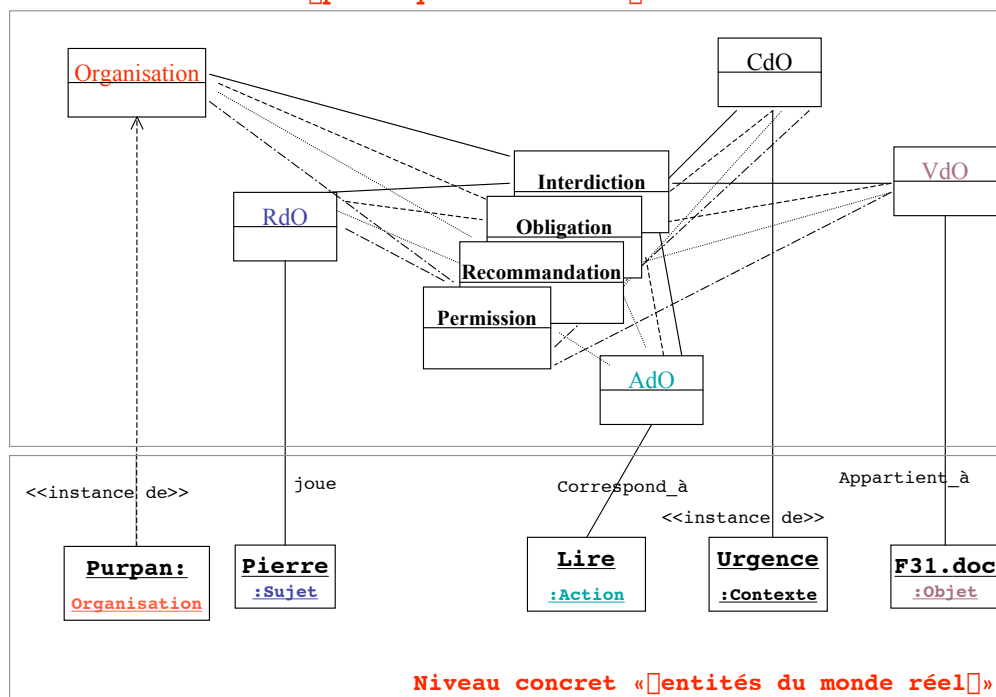 Organisation
CdO
VdO
Interdiction
RdO
Obligation
Recommandation
Permission
AdO
<<instance de>>
joue
Correspond_à
<<instance de>>
Appartient_à
Purpan:
Organisation
Pierre
:Sujet
Lire
:Action
Urgence
:Contexte
F31.doc
:Objet
Niveau concret «▯entités du monde réel▯»